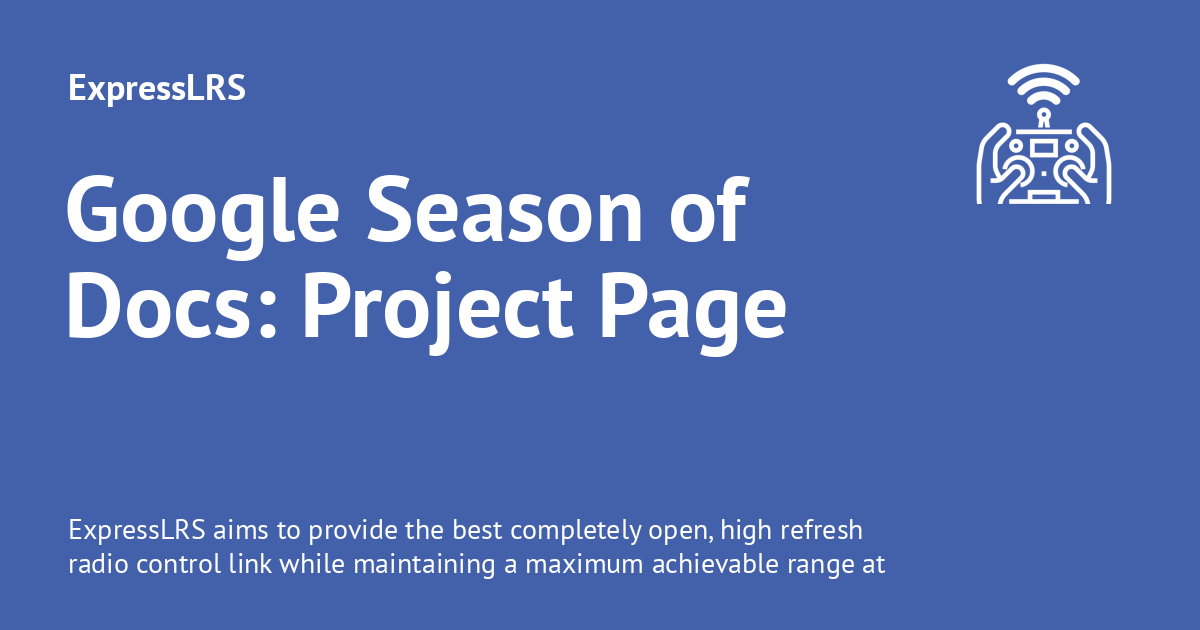 ExpressLRS
Google Season of
Docs: Project Page
ExpressLRS aims to provide the best completely open, high refresh
radio control link while maintaining a maximum achievable range at